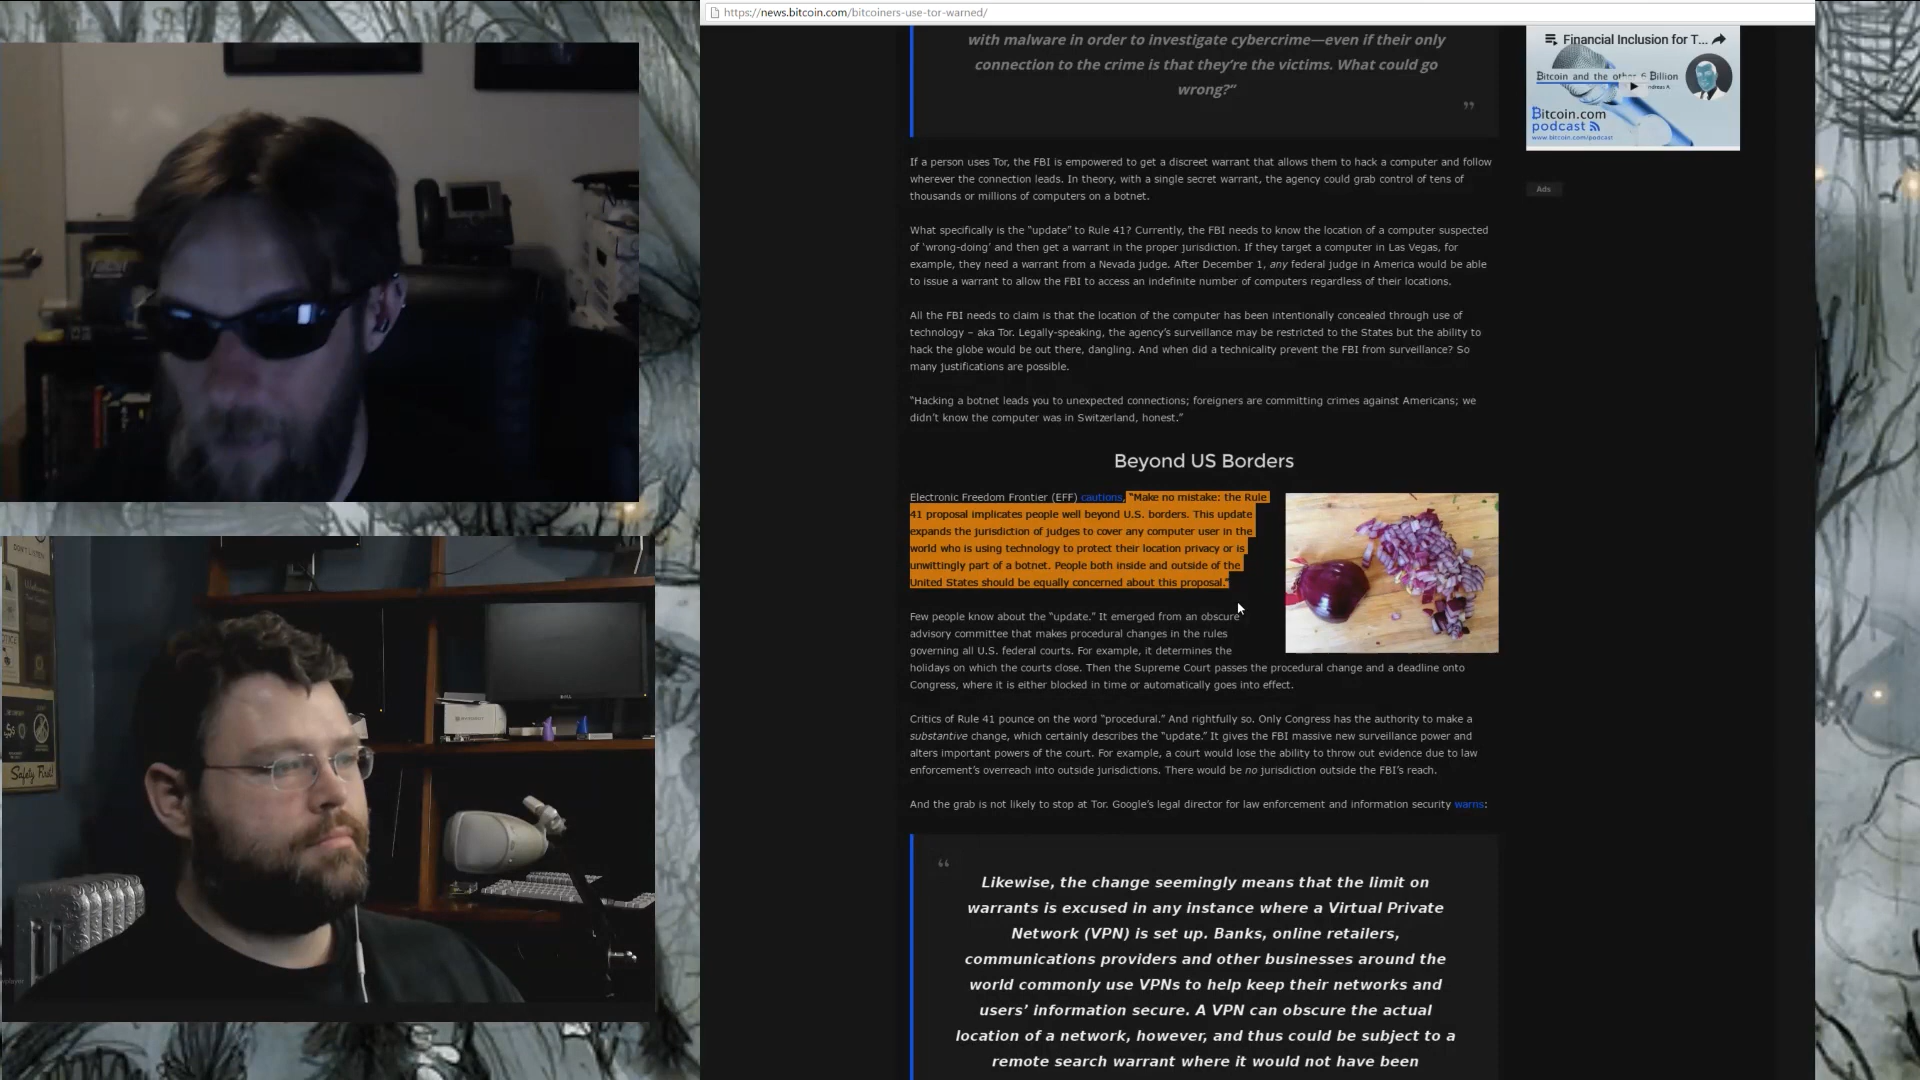 https://news.bitcoin.com/bitcoiners-use-tor-warned/
with malware in order to investigate cybercrime—even if their only
connection to the crime is that they’re the victims. What could go
wrong?”
”
If a person uses Tor, the FBI is empowered to get a discreet warrant that allows them to hack a computer and follow
wherever the connection leads. In theory, with a single secret warrant, the agency could grab control of tens of
thousands or millions of computers on a botnet.
What specifically is the “update” to Rule 41? Currently, the FBI needs to know the location of a computer suspected
of ‘wrong-doing’ and then get a warrant in the proper jurisdiction. If they target a computer in Las Vegas, for
example, they need a warrant from a Nevada judge. After December 1, any federal judge in America would be able
to issue a warrant to allow the FBI to access an indefinite number of computers regardless of their locations.
All the FBI needs to claim is that the location of the computer has been intentionally concealed through use of
technology – aka Tor. Legally-speaking, the agency’s surveillance may be restricted to the States but the ability to
hack the globe would be out there, dangling. And when did a technicality prevent the FBI from surveillance? So
many justifications are possible.
“Hacking a botnet leads you to unexpected connections; foreigners are committing crimes against Americans; we
didn’t know the computer was in Switzerland, honest.”
Beyond US Borders
Electronic Freedom Frontier (EFF) cautions, “Make no mistake: the Rule
41 proposal implicates people well beyond U.S. borders. This update
expands the jurisdiction of judges to cover any computer user in the
world who is using technology to protect their location privacy or is
unwittingly part of a botnet. People both inside and outside of the
United States should be equally concerned about this proposal.”
Few people know about the “update.” It emerged from an obscure
advisory committee that makes procedural changes in the rules
governing all U.S. federal courts. For example, it determines the
holidays on which the courts close. Then the Supreme Court passes the procedural change and a deadline onto
Congress, where it is either blocked in time or automatically goes into effect.
Critics of Rule 41 pounce on the word “procedural.” And rightfully so. Only Congress has the authority to make a
substantive change, which certainly describes the “update.” It gives the FBI massive new surveillance power and
alters important powers of the court. For example, a court would lose the ability to throw out evidence due to law
enforcement’s overreach into outside jurisdictions. There would be no jurisdiction outside the FBI’s reach.
And the grab is not likely to stop at Tor. Google’s legal director for law enforcement and information security warns:
“
Likewise, the change seemingly means that the limit on
warrants is excused in any instance where a Virtual Private
Network (VPN) is set up. Banks, online retailers,
communications providers and other businesses around the
world commonly use VPNs to help keep their networks and
users’ information secure. A VPN can obscure the actual
location of a network, however, and thus could be subject to a
remote search warrant where it would not have been
Financial Inclusion for T...
Bitcoin and the other 6 Billion
Bitcoin.com
podcast
www.bitcoin.com/podcast
Ads
Safety First!
DELL